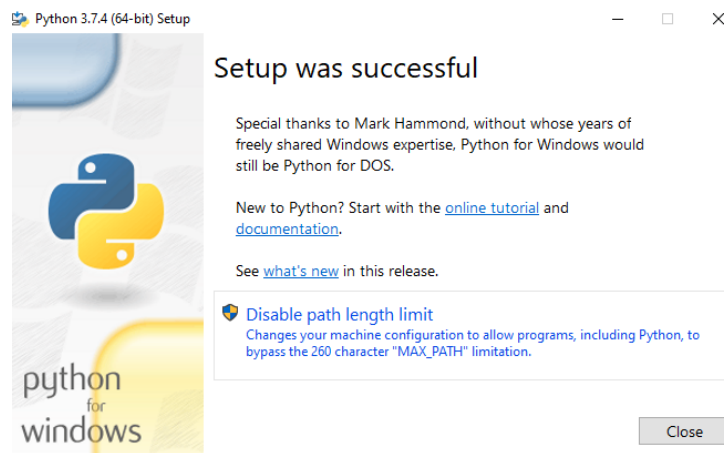 Python 3.7.4 (64-bit) Setup
Setup was successful
Special thanks to Mark Hammond, without whose years of
freely shared Windows expertise, Python for Windows would
still be Python for DOS.
New to Python? Start with the online tutorial and
documentation.
See what's new in this release.
Disable path length limit
Changes your machine configuration to allow programs, including Python, to
bypass the 260 character "MAX_PATH" limitation.
python
for
windows
Close